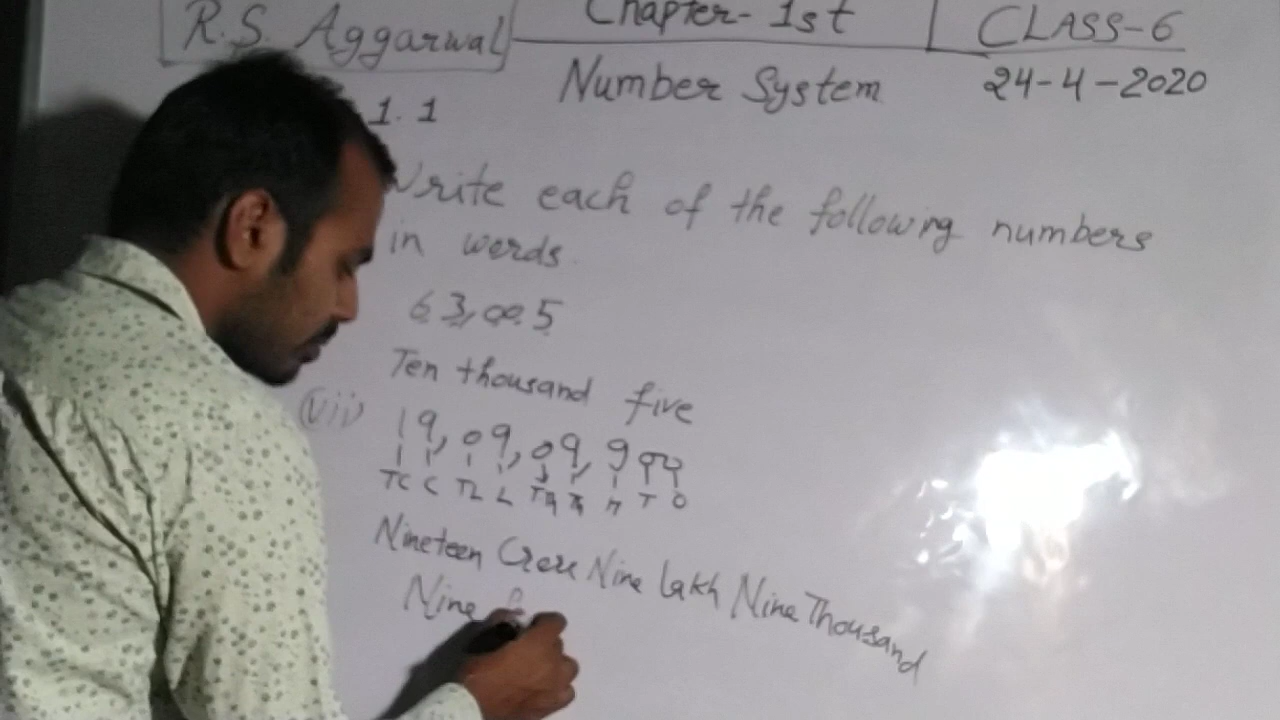 R.S. Aggarwal
Chapter-1st
CLASS-6
Number System
24-4-2020
1.1
Write each of the following numbers
in words.
63,005
Ten thousand five
(vii) 19,09,09,999
TC C TL L TTh Th H T O
Nineteen Crore Nine lakh Nine Thousand
Nine